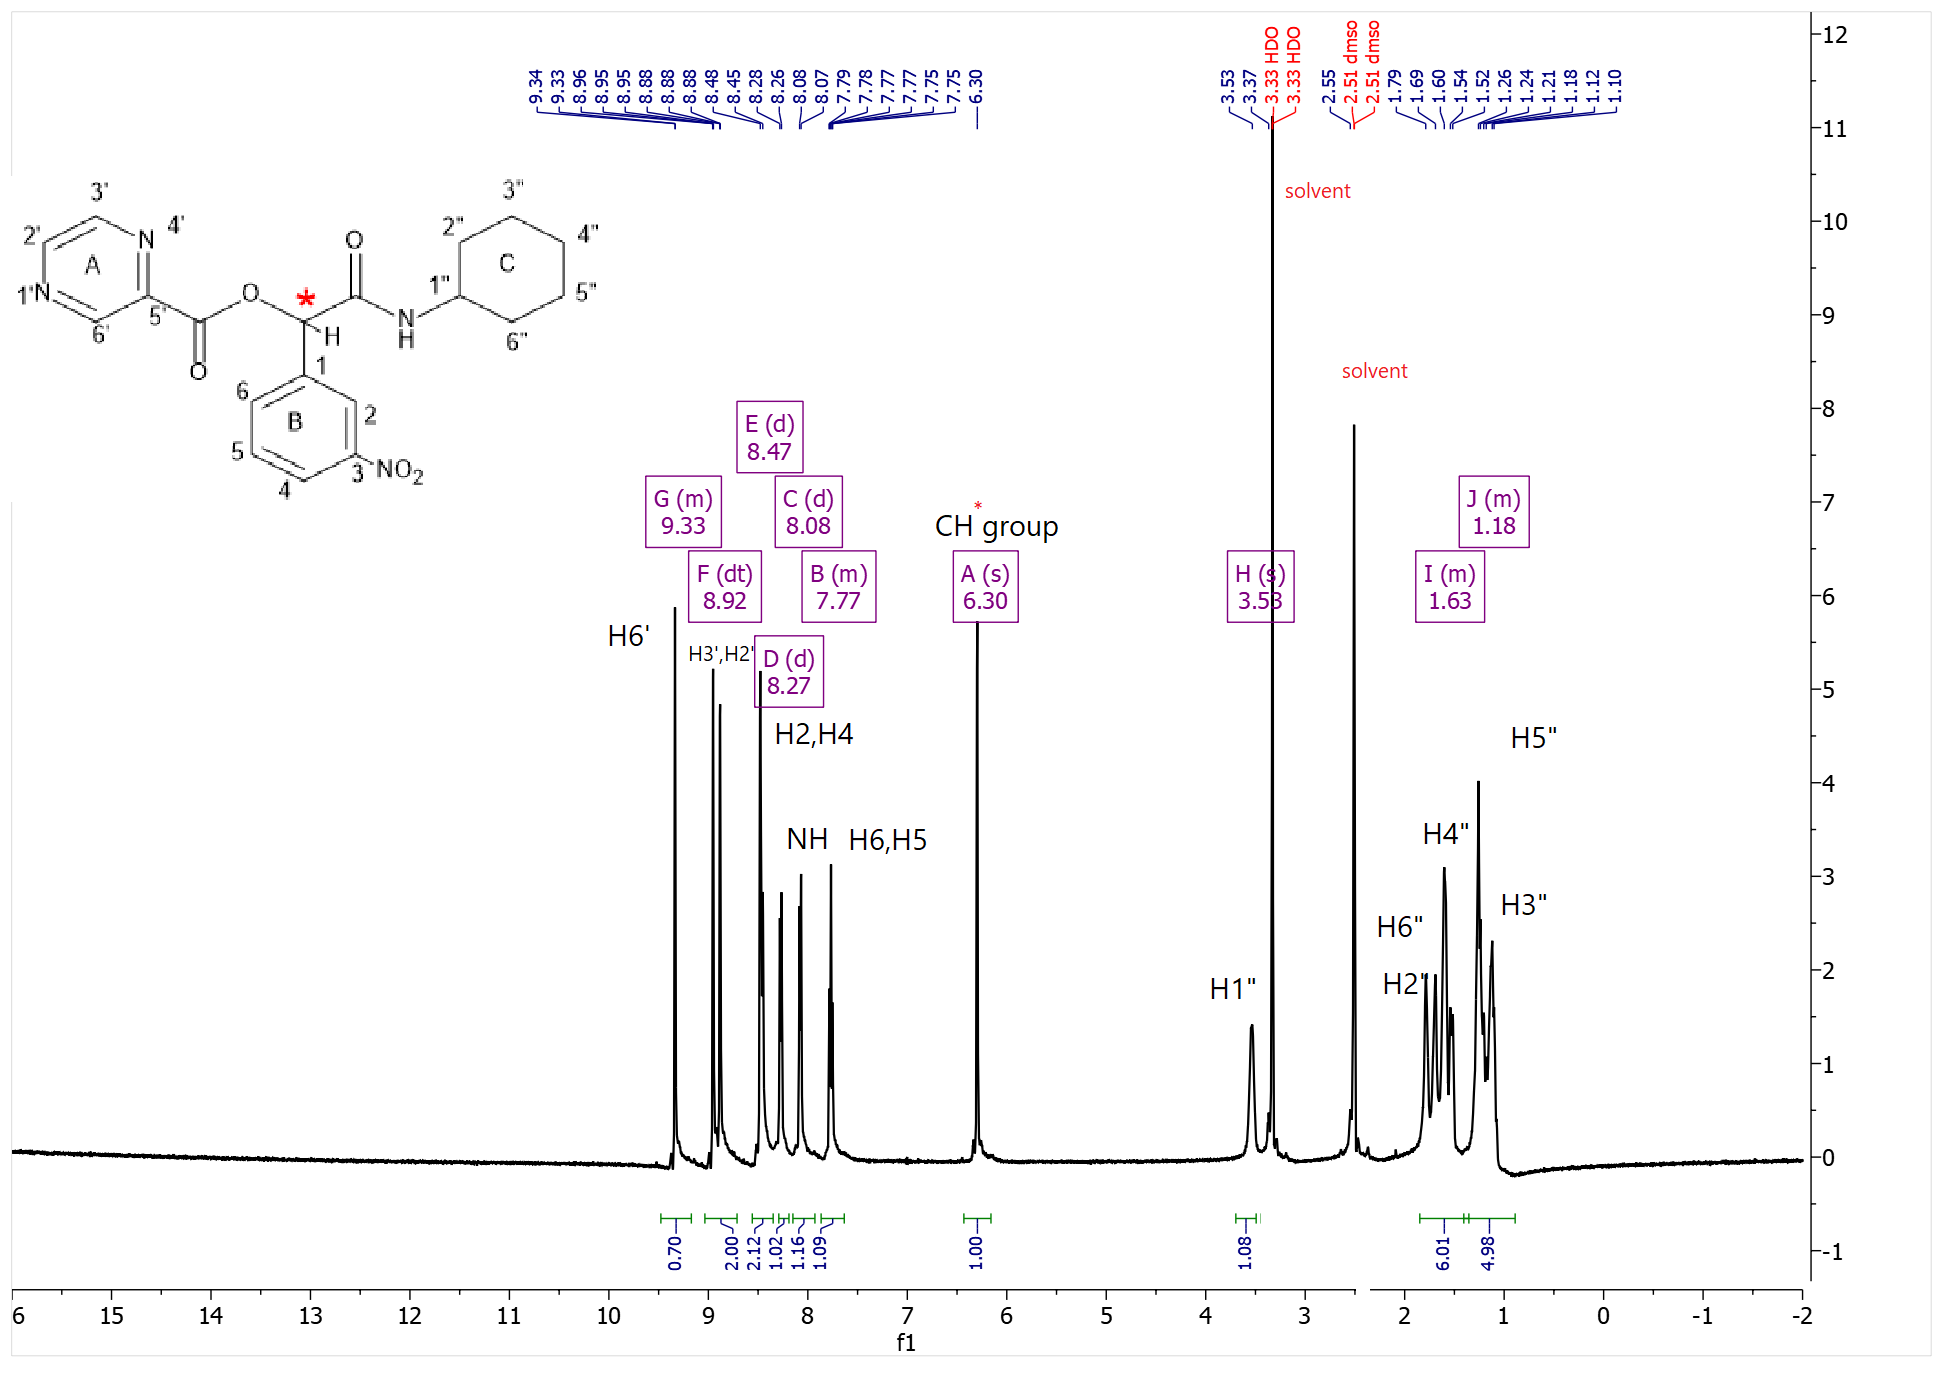 9.34 9.33 8.96 8.95 8.95 8.88 8.88 8.88 8.48 8.45 8.28 8.26 8.08 8.07 7.79 7.78 7.77 7.77 7.75 7.75 6.30 3.53 3.37 3.33 HDO 3.33 HDO 2.55 2.51 dmso 2.51 dmso 1.79 1.69 1.60 1.54 1.52 1.26 1.24 1.21 1.18 1.12 1.10
solvent
solvent
3' 3"
2' N 4' O 2" 4"
A C
1'N O * 1" 5"
5' N
6' H H 6"
O 1
6 2
B
5 3 NO2
4
E (d)
8.47
G (m)
9.33
C (d)
8.08
J (m)
1.18
*
CH group
F (dt)
8.92
B (m)
7.77
A (s)
6.30
H (s)
3.53
I (m)
1.63
H6'
H3',H2'
D (d)
8.27
H2,H4
H5"
NH
H6,H5
H4"
H6"
H3"
H2"
H1"
12
11
10
9
8
7
6
5
4
3
2
1
0
-1
0.70 2.00 2.12 1.02 1.16 1.09 1.00 1.08 6.01 4.98
6 15 14 13 12 11 10 9 8 7 6 5 4 3 2 1 0 -1 -2
f1